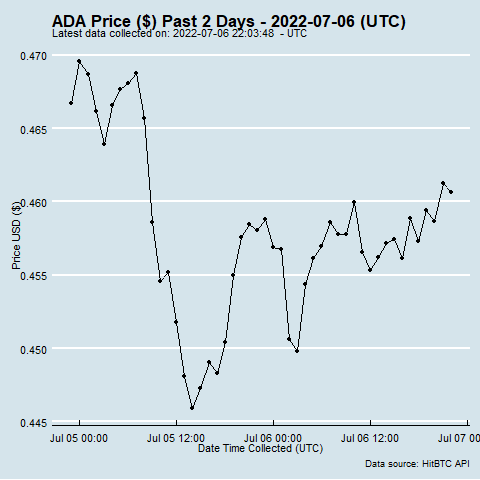 ADA Price ($) Past 2 Days - 2022-07-06 (UTC)
Latest data collected on: 2022-07-06 22:03:48 - UTC
0.470
0.465
0.460
0.455
0.450
0.445
Price USD ($)
Jul 05 00:00
Jul 05 12:00
Jul 06 00:00
Jul 06 12:00
Jul 07 0
Date Time Collected (UTC)
Data source: HitBTC API